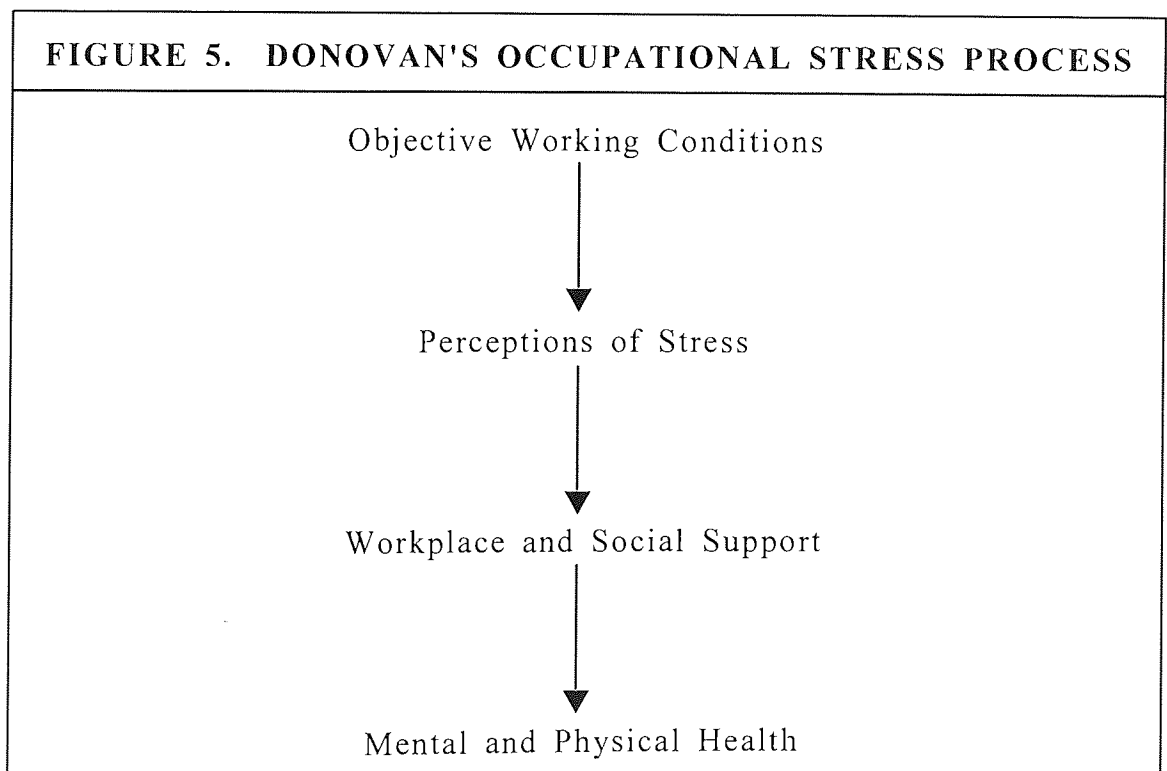 FIGURE 5. DONOVAN'S OCCUPATIONAL STRESS PROCESS
Objective Working Conditions
Perceptions of Stress
Workplace and Social Support
Mental and Physical Health